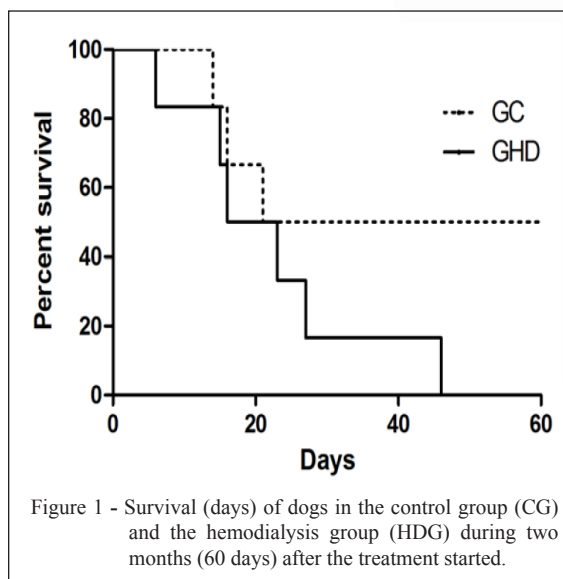 100
80
60
40
20
0
Percent survival
GC
GHD
0 20 40 60
Days
Figure 1 - Survival (days) of dogs in the control group (CG)
and the hemodialysis group (HDG) during two
months (60 days) after the treatment started.